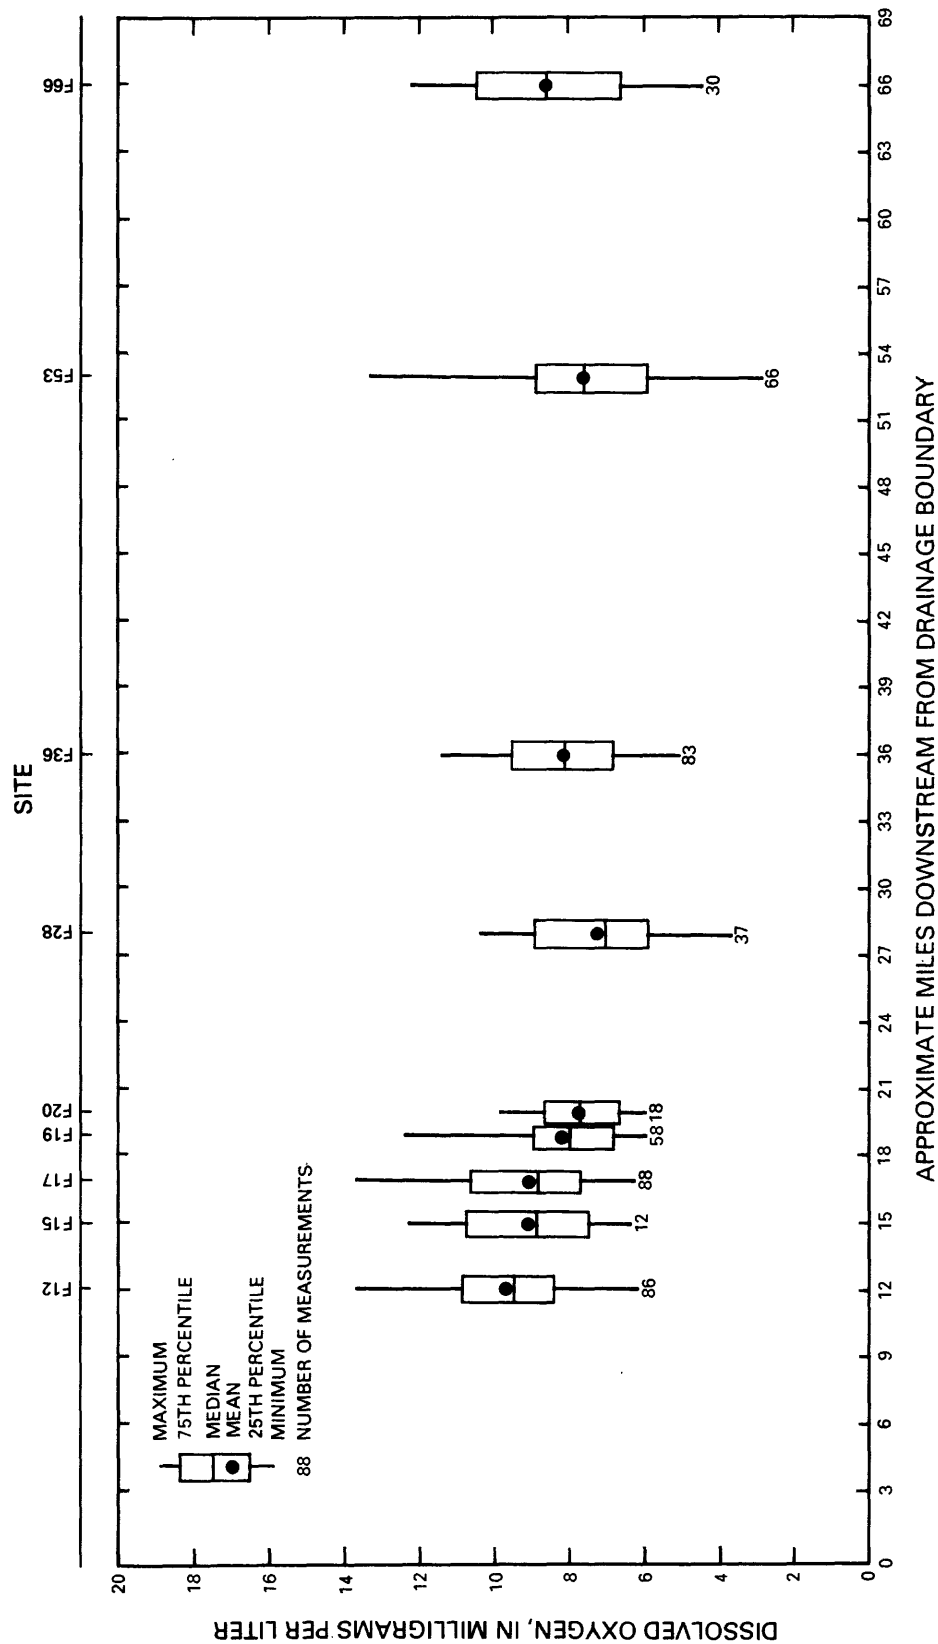 SITE
F12 F15 F17 F19 F20 F28 F36 F53 F66
MAXIMUM
75TH PERCENTILE
MEDIAN
MEAN
25TH PERCENTILE
MINIMUM
88 NUMBER OF MEASUREMENTS
DISSOLVED OXYGEN, IN MILLIGRAMS PER LITER
20
18
16
14
12
10
8
6
4
2
0
86 12 88 58 18 37 83 66 30
0 3 6 9 12 15 18 21 24 27 30 33 36 39 42 45 48 51 54 57 60 63 66 69
APPROXIMATE MILES DOWNSTREAM FROM DRAINAGE BOUNDARY